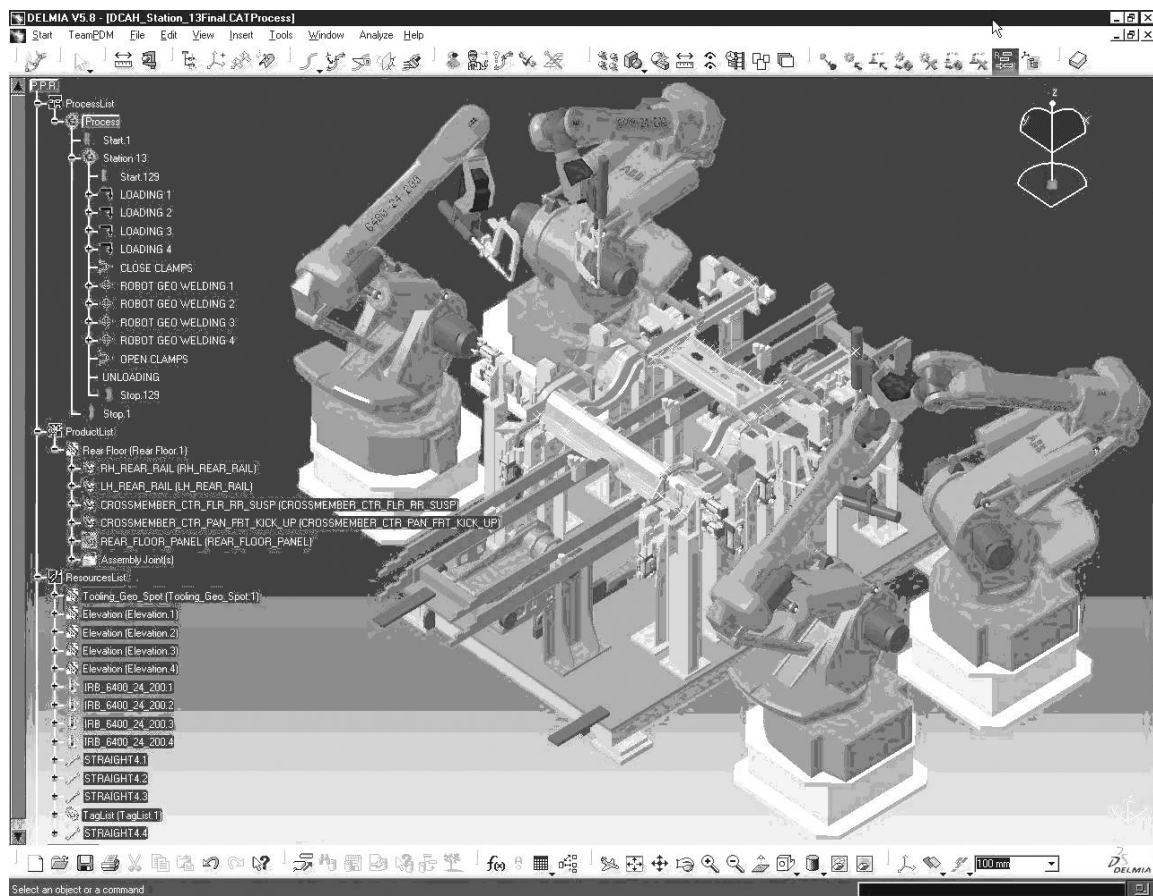 DELMIA V5.8 - [DCAH_Station_13Final.CATProcess]
Start TeamPDM File Edit View Insert Tools Window Analyze Help
P.P.R.
ProcessList
Process
Start.1
Station 13
Start.129
LOADING 1
LOADING 2
LOADING 3
LOADING 4
CLOSE CLAMPS
ROBOT GEO WELDING 1
ROBOT GEO WELDING 2
ROBOT GEO WELDING 3
ROBOT GEO WELDING 4
OPEN CLAMPS
UNLOADING
Stop.129
Stop.1
ProductList
Rear Floor (Rear Floor.1)
RH_REAR_RAIL (RH_REAR_RAIL)
LH_REAR_RAIL (LH_REAR_RAIL)
CROSSMEMBER_CTR_FLR_RR_SUSP (CROSSMEMBER_CTR_FLR_RR_SUSP)
CROSSMEMBER_CTR_PAN_FRT_KICK_UP (CROSSMEMBER_CTR_PAN_FRT_KICK_UP)
REAR_FLOOR_PANEL (REAR_FLOOR_PANEL)
Assembly Joint(s)
ResourcesList
Tooling_Geo_Spot (Tooling_Geo_Spot.1)
Elevation (Elevation.1)
Elevation (Elevation.2)
Elevation (Elevation.3)
Elevation (Elevation.4)
IRB_6400_24_200.1
IRB_6400_24_200.2
IRB_6400_24_200.3
IRB_6400_24_200.4
STRAIGHT4.1
STRAIGHT4.2
STRAIGHT4.3
TagList (TagList.1)
STRAIGHT4.4
6400-24-200
ABB
ABB
z
f(x)
100 mm
DELMIA
Select an object or a command